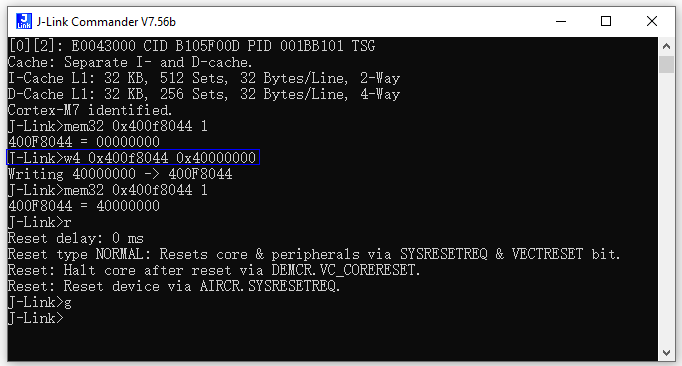 J-Link Commander V7.56b
[0][2]: E0043000 CID B105F00D PID 001BB101 TSG
Cache: Separate I- and D-cache.
I-Cache L1: 32 KB, 512 Sets, 32 Bytes/Line, 2-Way
D-Cache L1: 32 KB, 256 Sets, 32 Bytes/Line, 4-Way
Cortex-M7 identified.
J-Link>mem32 0x400f8044 1
400F8044 = 00000000
J-Link>w4 0x400f8044 0x40000000
Writing 40000000 -> 400F8044
J-Link>mem32 0x400f8044 1
400F8044 = 40000000
J-Link>r
Reset delay: 0 ms
Reset type NORMAL: Resets core & peripherals via SYSRESETREQ & VECTRESET bit.
Reset: Halt core after reset via DEMCR.VC_CORERESET.
Reset: Reset device via AIRCR.SYSRESETREQ.
J-Link>g
J-Link>